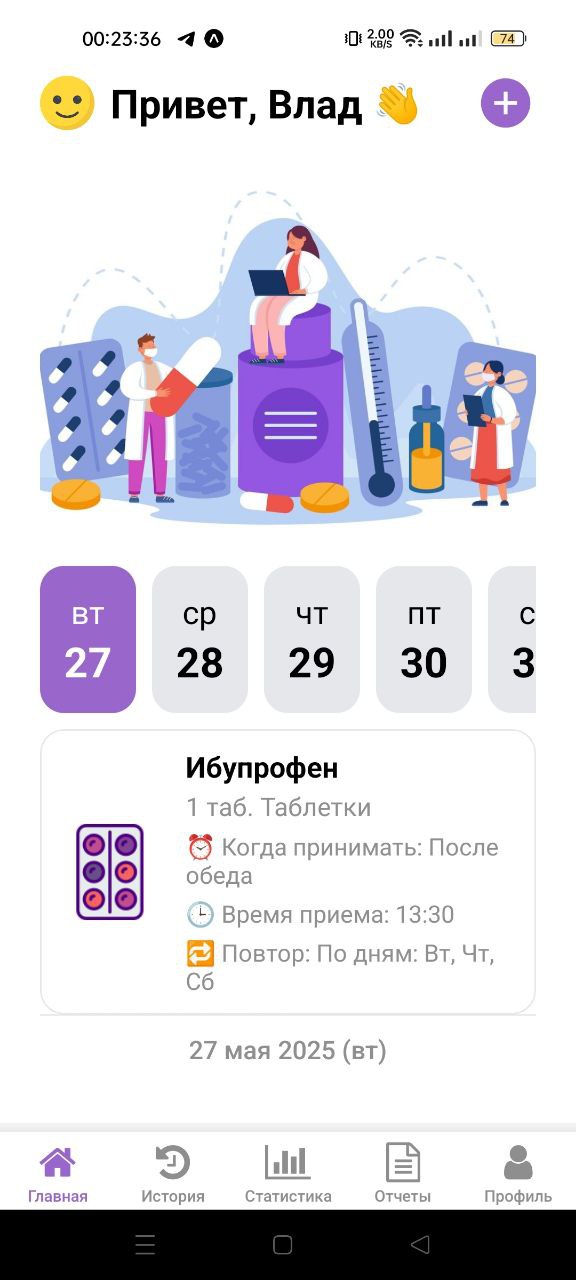 00:23:36 2.00 KB/S 74
Привет, Влад
вт ср чт пт с
27 28 29 30 3
Ибупрофен
1 таб. Таблетки
Когда принимать: После
обеда
Время приема: 13:30
Повтор: По дням: Вт, Чт,
Сб
27 мая 2025 (вт)
Главная История Статистика Отчеты Профиль